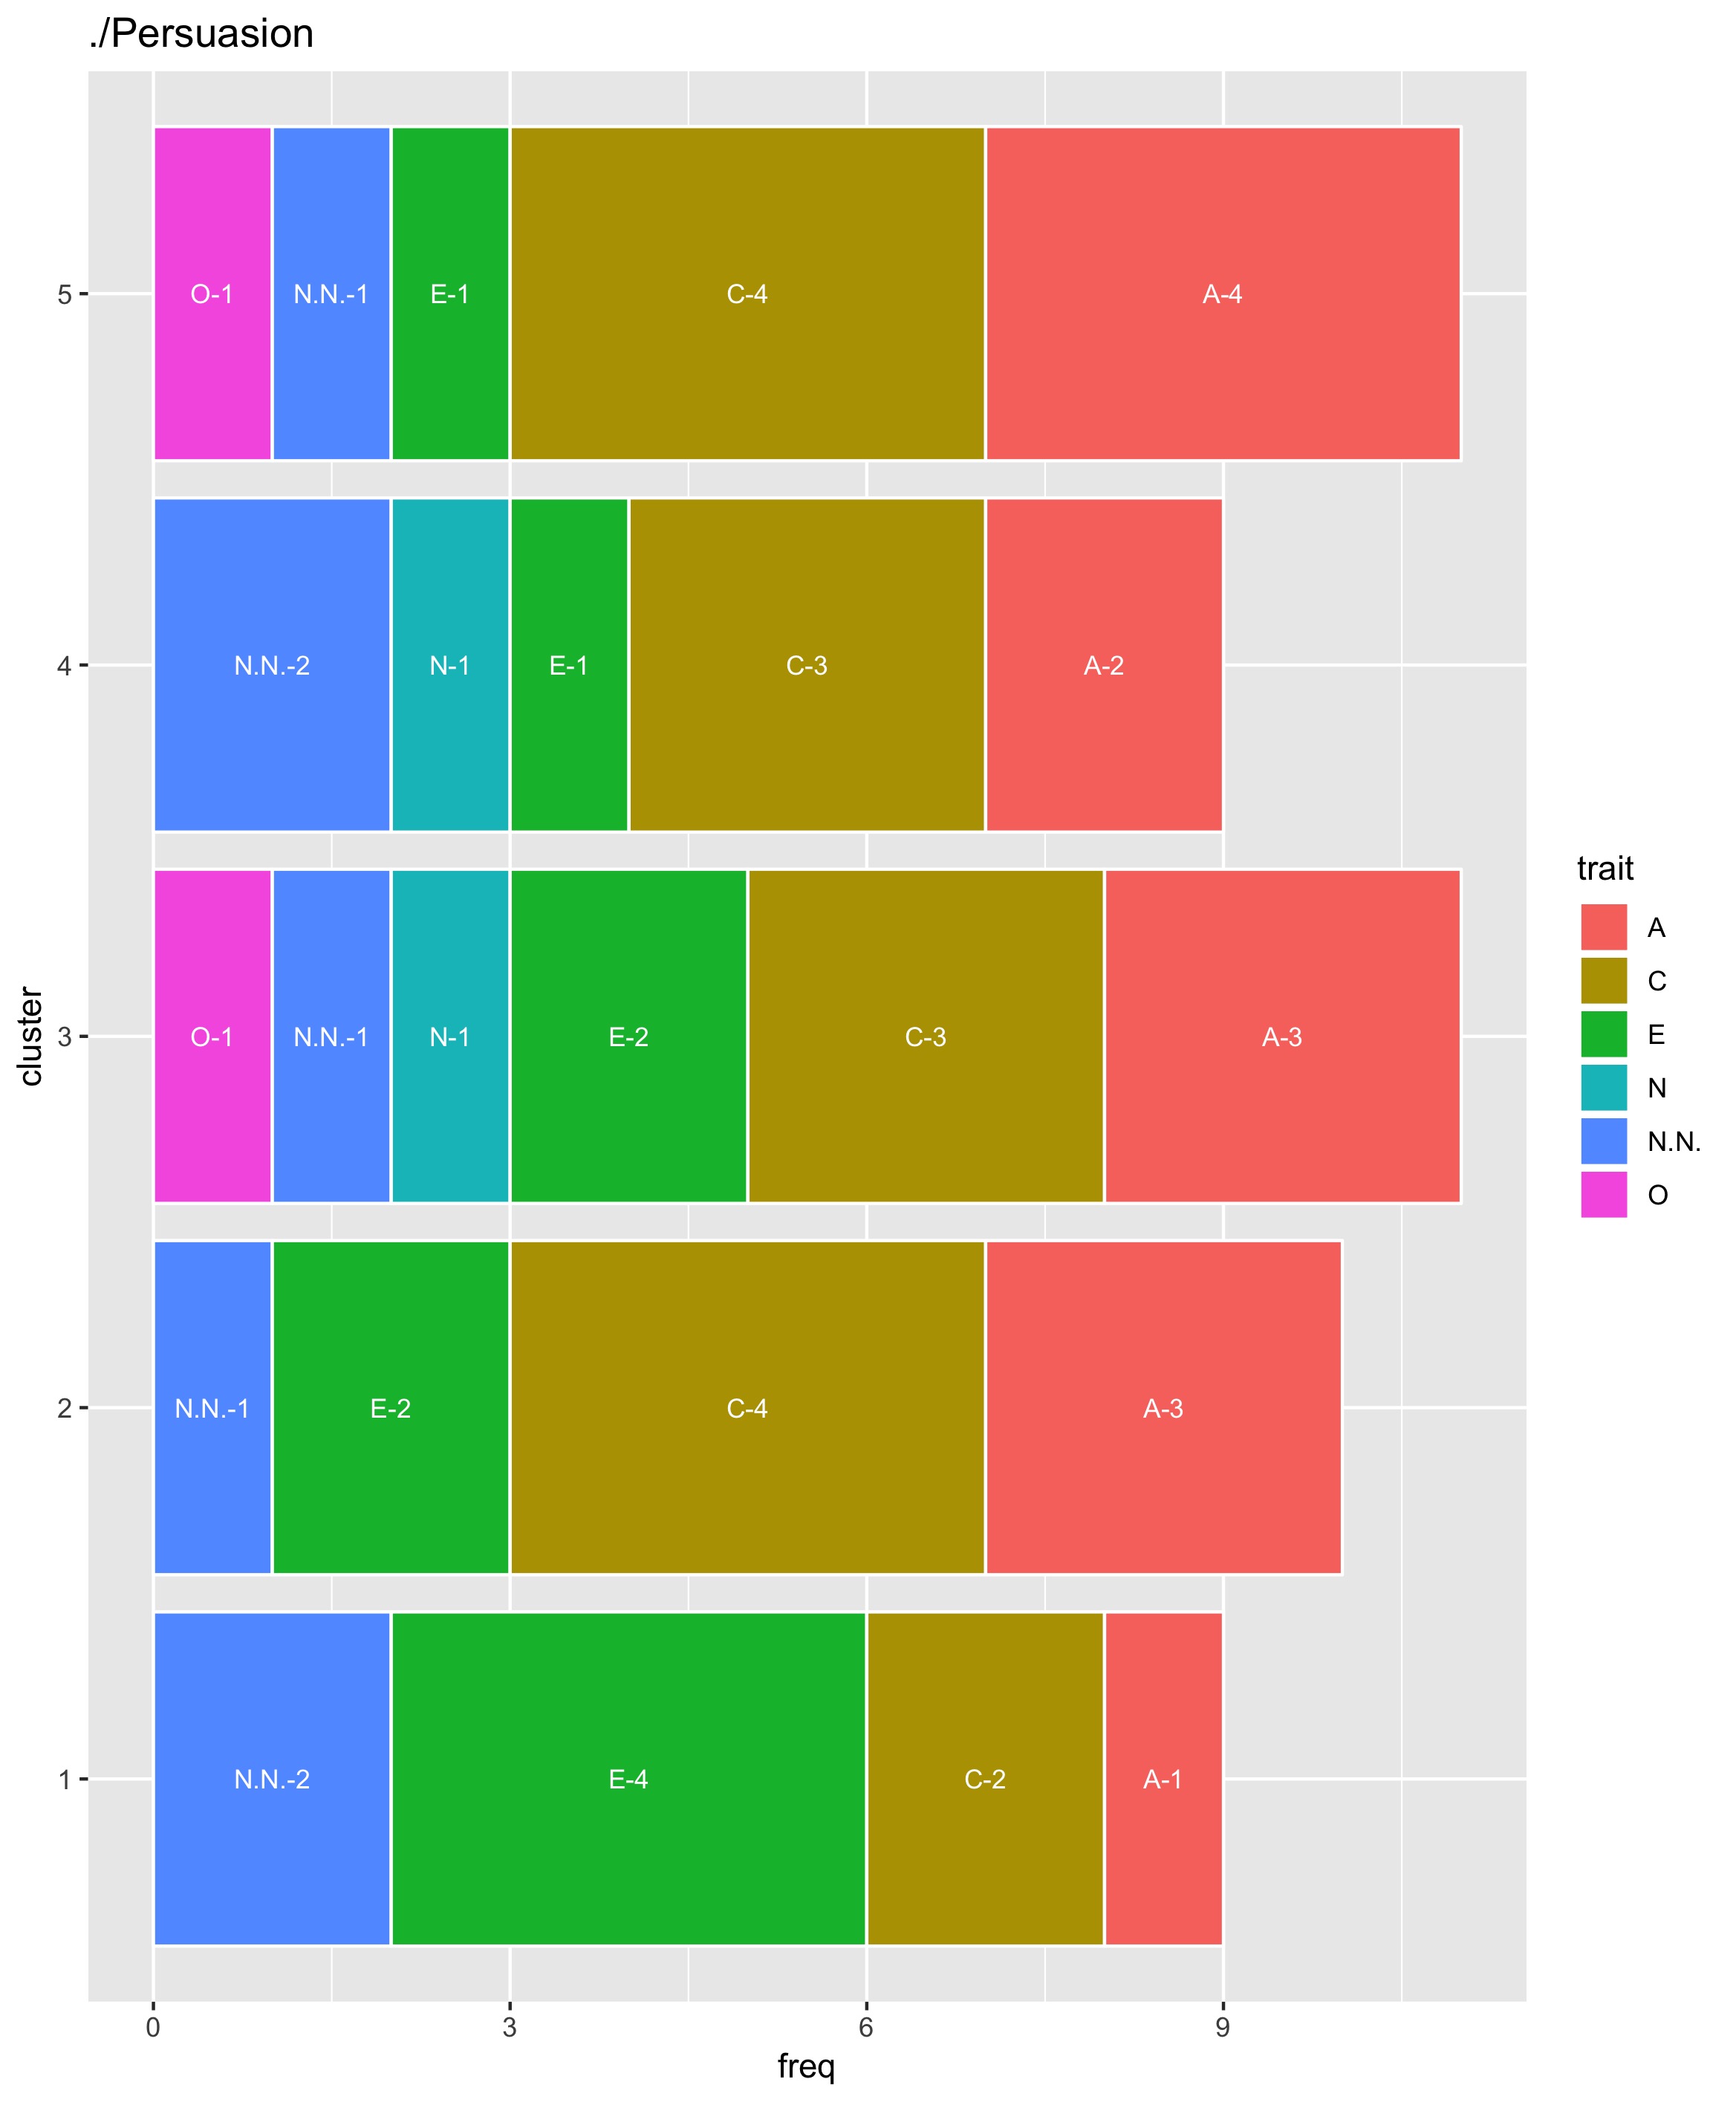 ./Persuasion
5
O-1 N.N.-1 E-1 C-4 A-4
4
N.N.-2 N-1 E-1 C-3 A-2
3
O-1 N.N.-1 N-1 E-2 C-3 A-3
2
N.N.-1 E-2 C-4 A-3
1
N.N.-2 E-4 C-2 A-1
cluster
0 3 6 9
freq
trait
A
C
E
N
N.N.
O